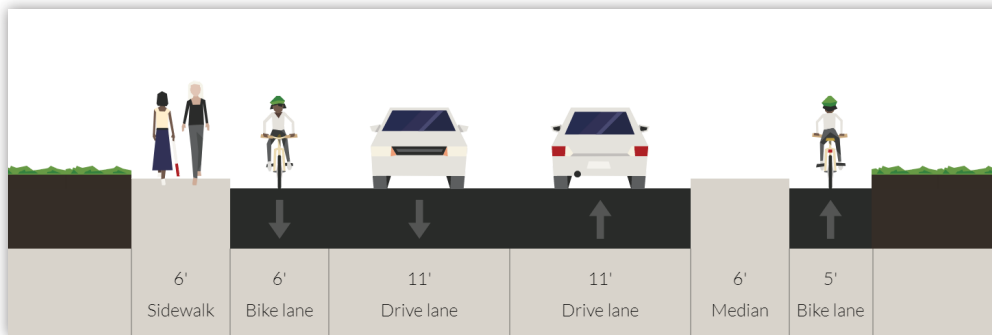 6' 6' 11' 11' 6' 5'
Sidewalk Bike lane Drive lane Drive lane Median Bike lane